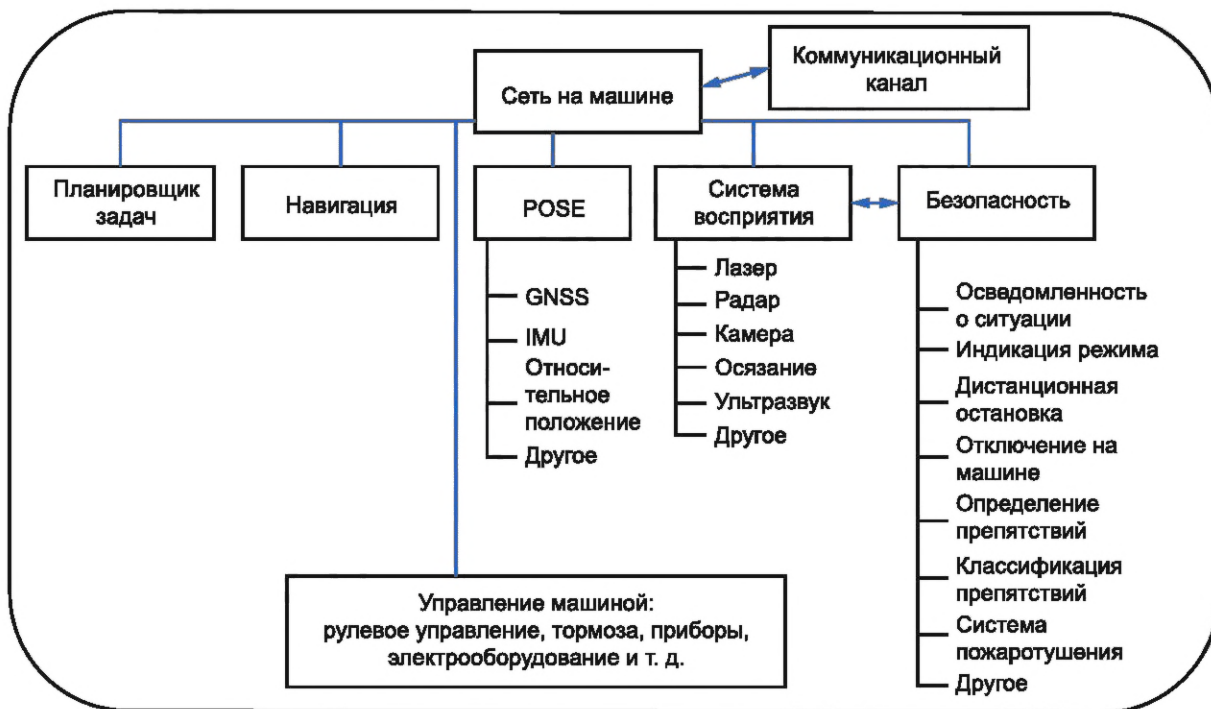 Коммуникационный
канал
Сеть на машине
Планировщик
задач
Навигация
POSE
Система
восприятия
Безопасность
GNSS
IMU
Относи-
тельное
положение
Другое
Лазер
Радар
Камера
Осязание
Ультразвук
Другое
Осведомленность
о ситуации
Индикация режима
Дистанционная
остановка
Отключение на
машине
Определение
препятствий
Классификация
препятствий
Система
пожаротушения
Другое
Управление машиной:
рулевое управление, тормоза, приборы,
электрооборудование и т. д.